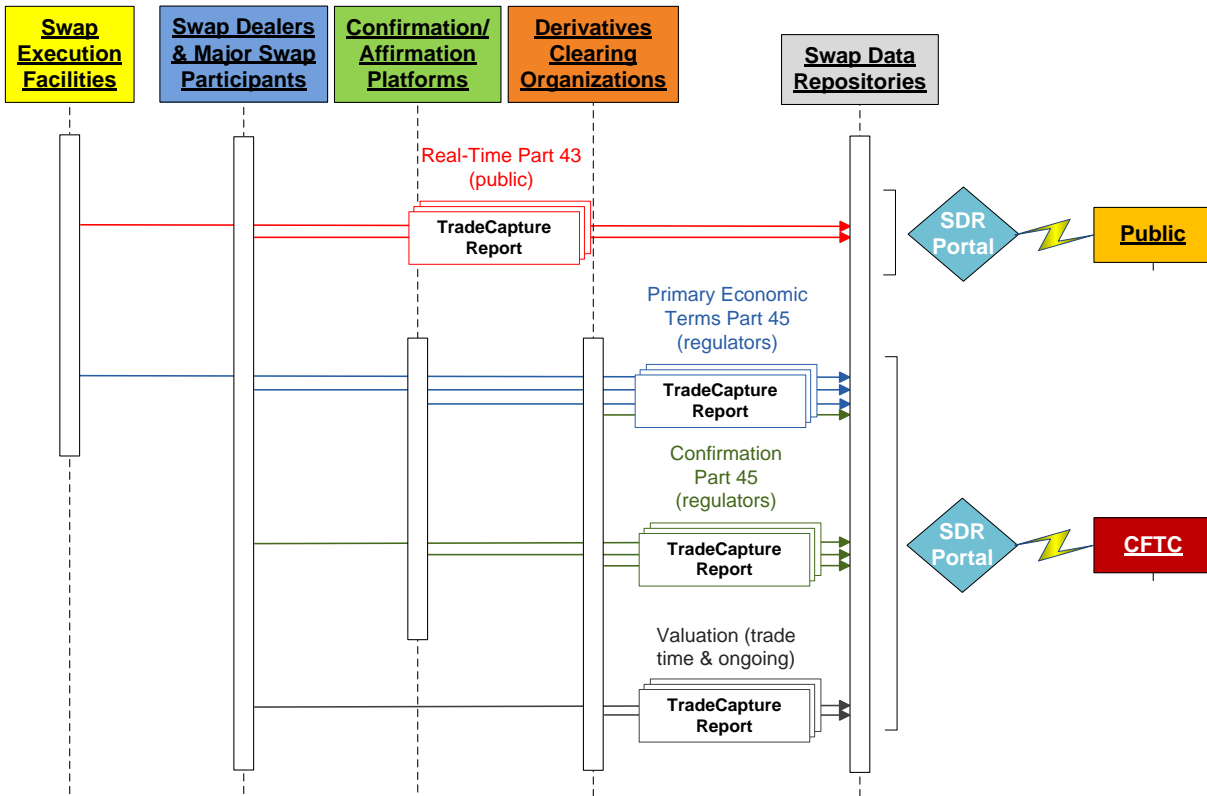 Swap
Execution
Facilities
Swap Dealers
& Major Swap
Participants
Confirmation/
Affirmation
Platforms
Derivatives
Clearing
Organizations
Swap Data
Repositories
Real-Time Part 43
(public)
TradeCapture
Report
SDR
Portal
Public
Primary Economic
Terms Part 45
(regulators)
TradeCapture
Report
Confirmation
Part 45
(regulators)
TradeCapture
Report
SDR
Portal
CFTC
Valuation (trade
time & ongoing)
TradeCapture
Report